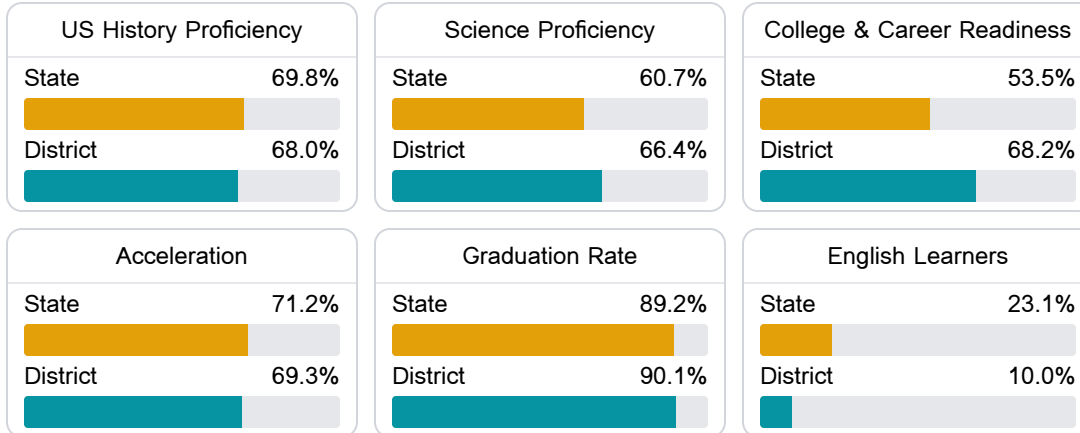 US History Proficiency
State 69.8%
District 68.0%
Science Proficiency
State 60.7%
District 66.4%
College & Career Readiness
State 53.5%
District 68.2%
Acceleration
State 71.2%
District 69.3%
Graduation Rate
State 89.2%
District 90.1%
English Learners
State 23.1%
District 10.0%